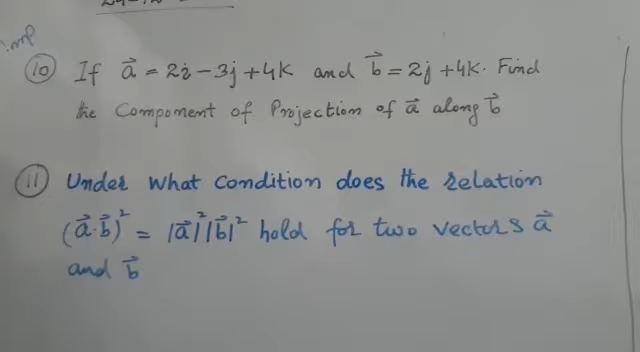 imp
(10) If a⃗ = 2i - 3j + 4k and b⃗ = 2j + 4k. Find
the Component of Projection of a⃗ along b⃗
(11) Under what condition does the relation
(a⃗.b⃗)² = |a⃗|²|b⃗|² hold for two vectors a⃗
and b⃗